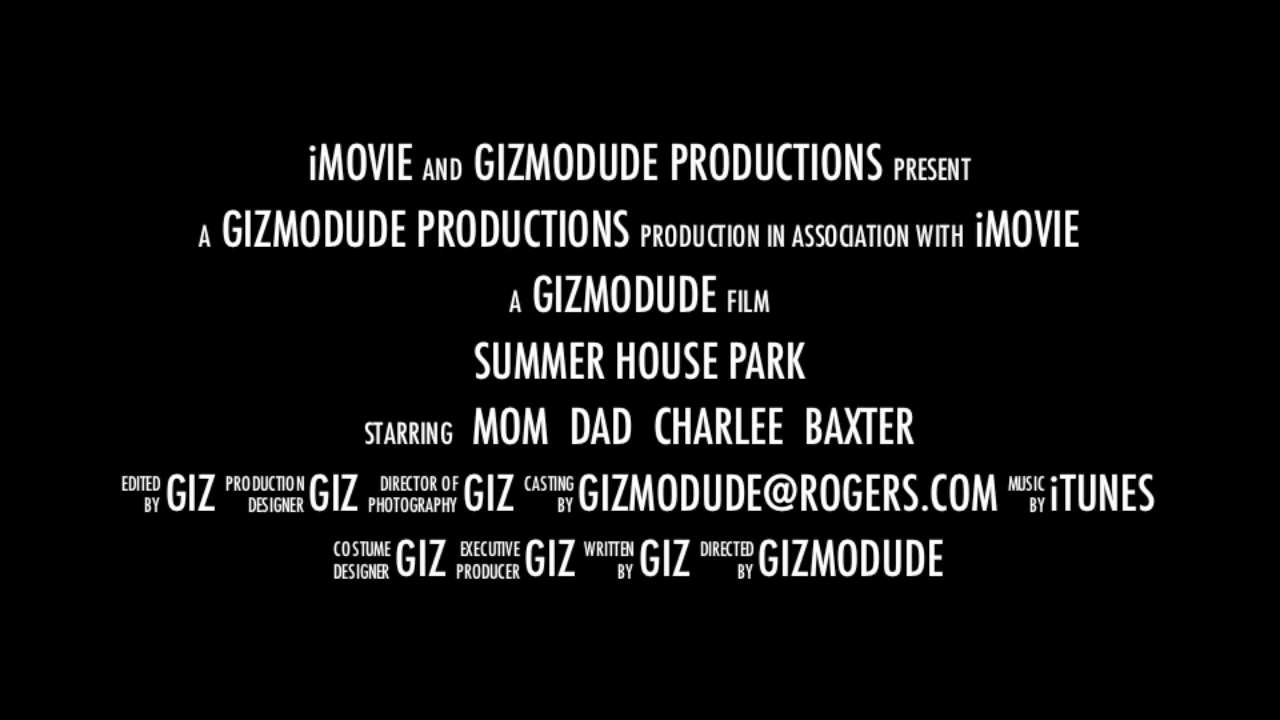 iMOVIE AND GIZMODUDE PRODUCTIONS PRESENT
A GIZMODUDE PRODUCTIONS PRODUCTION IN ASSOCIATION WITH iMOVIE
A GIZMODUDE FILM
SUMMER HOUSE PARK
STARRING MOM DAD CHARLEE BAXTER
EDITED BY GIZ PRODUCTION DESIGNER GIZ DIRECTOR OF PHOTOGRAPHY GIZ CASTING BY GIZMODUDE@ROGERS.COM MUSIC BY iTUNES
COSTUME DESIGNER GIZ EXECUTIVE PRODUCER GIZ WRITTEN BY GIZ DIRECTED BY GIZMODUDE